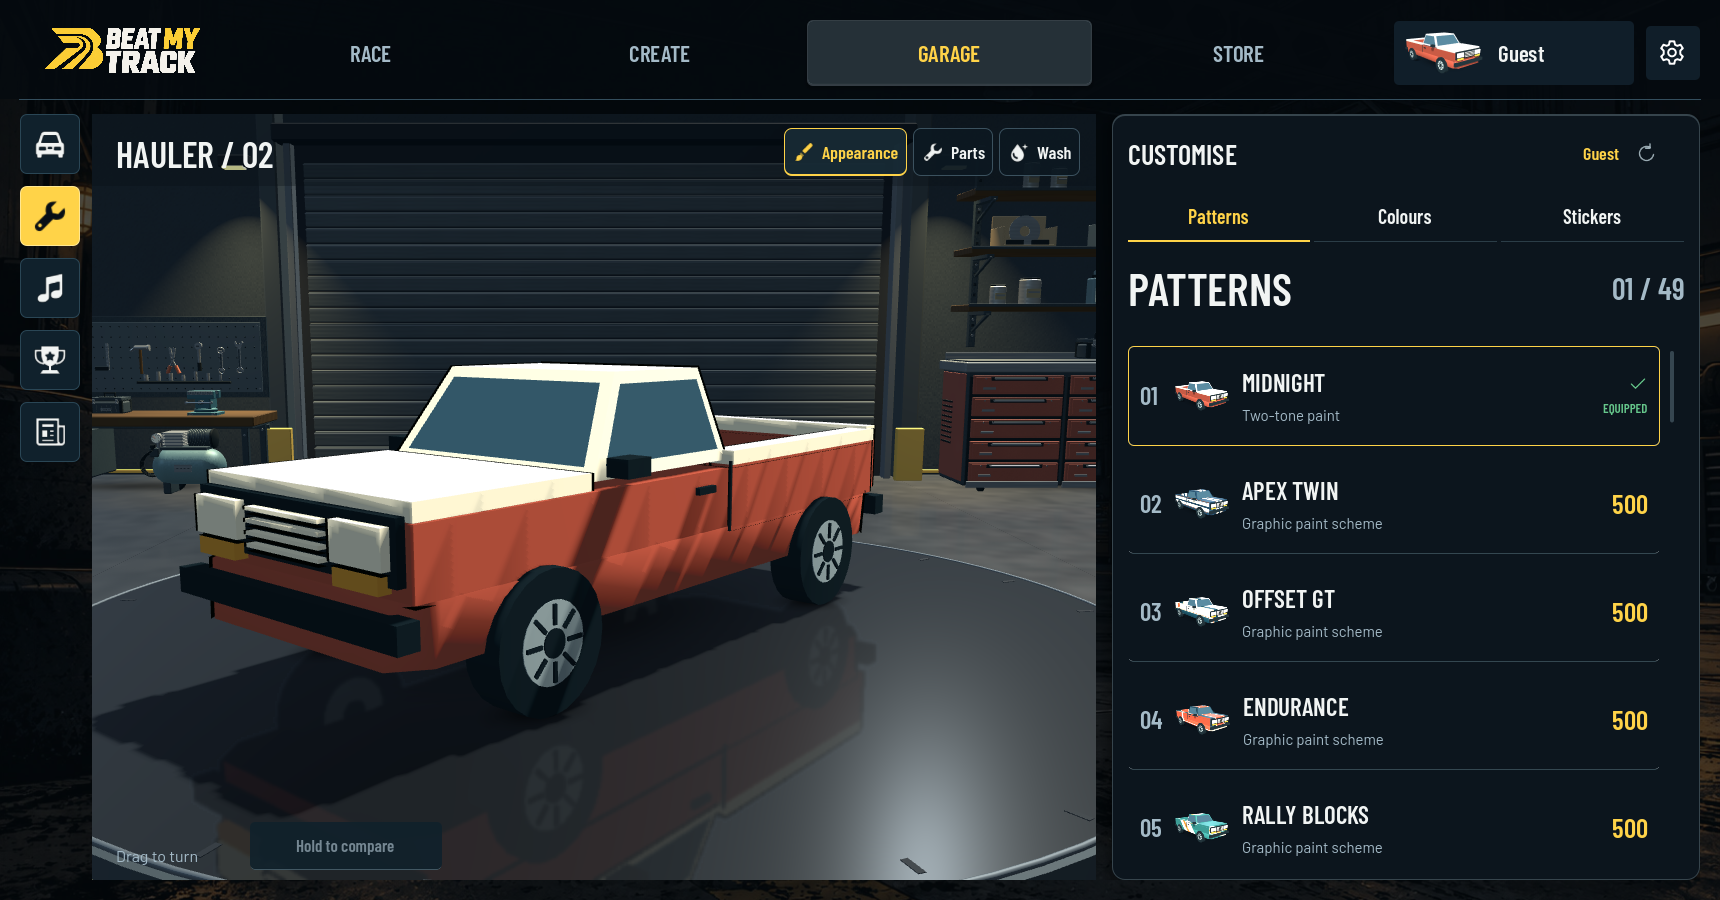 BEAT MY
TRACK
RACE
CREATE
GARAGE
STORE
Guest
HAULER / 02
Appearance
Parts
Wash
Drag to turn
Hold to compare
CUSTOMISE
Guest
Patterns
Colours
Stickers
PATTERNS
01 / 49
01
MIDNIGHT
Two-tone paint
EQUIPPED
02
APEX TWIN
Graphic paint scheme
500
03
OFFSET GT
Graphic paint scheme
500
04
ENDURANCE
Graphic paint scheme
500
05
RALLY BLOCKS
Graphic paint scheme
500